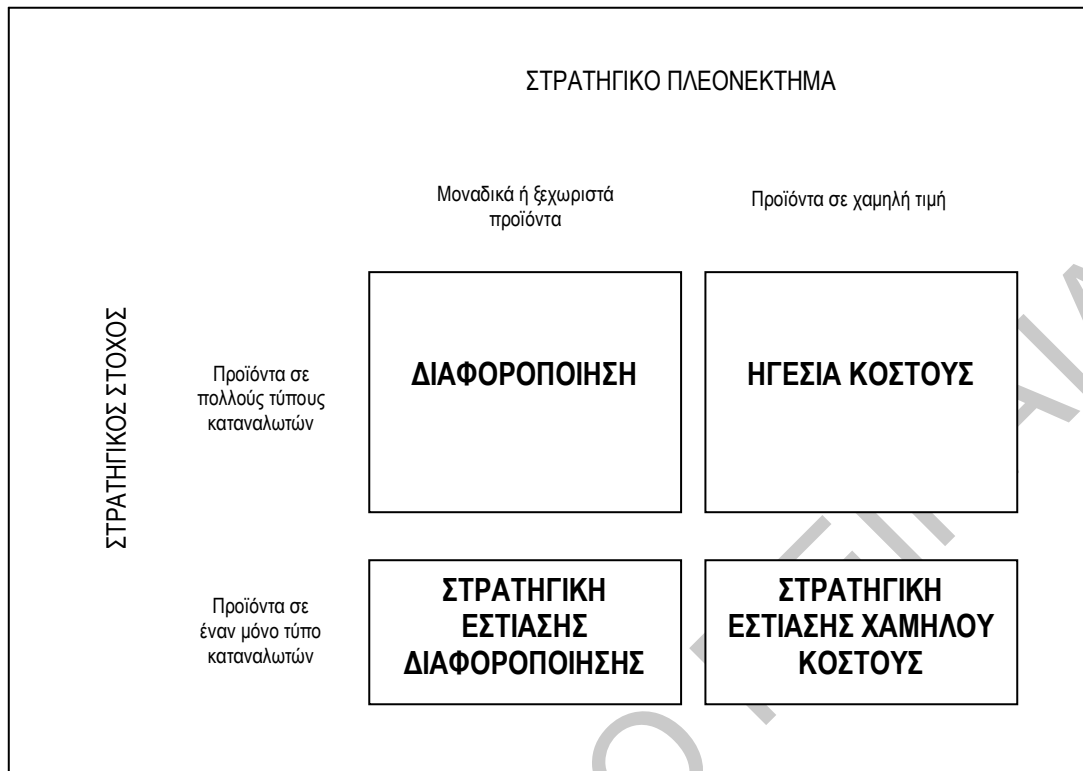 ΣΤΡΑΤΗΓΙΚΟ ΠΛΕΟΝΕΚΤΗΜΑ
Μοναδικά ή ξεχωριστά
προϊόντα
Προϊόντα σε χαμηλή τιμή
ΣΤΡΑΤΗΓΙΚΟΣ ΣΤΟΧΟΣ
Προϊόντα σε
πολλούς τύπους
καταναλωτών
ΔΙΑΦΟΡΟΠΟΙΗΣΗ
ΗΓΕΣΙΑ ΚΟΣΤΟΥΣ
Προϊόντα σε
έναν μόνο τύπο
καταναλωτών
ΣΤΡΑΤΗΓΙΚΗ
ΕΣΤΙΑΣΗΣ
ΔΙΑΦΟΡΟΠΟΙΗΣΗΣ
ΣΤΡΑΤΗΓΙΚΗ
ΕΣΤΙΑΣΗΣ ΧΑΜΗΛΟΥ
ΚΟΣΤΟΥΣ